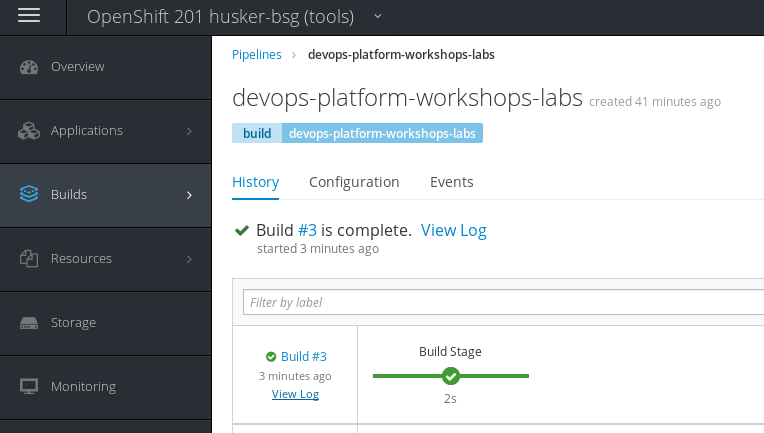 OpenShift 201 husker-bsg (tools)
Overview
Applications
Builds
Resources
Storage
Monitoring
Pipelines › devops-platform-workshops-labs
devops-platform-workshops-labs created 41 minutes ago
build devops-platform-workshops-labs
History Configuration Events
Build #3 is complete. View Log
started 3 minutes ago
Filter by label
Build #3
3 minutes ago
View Log
Build Stage
2s